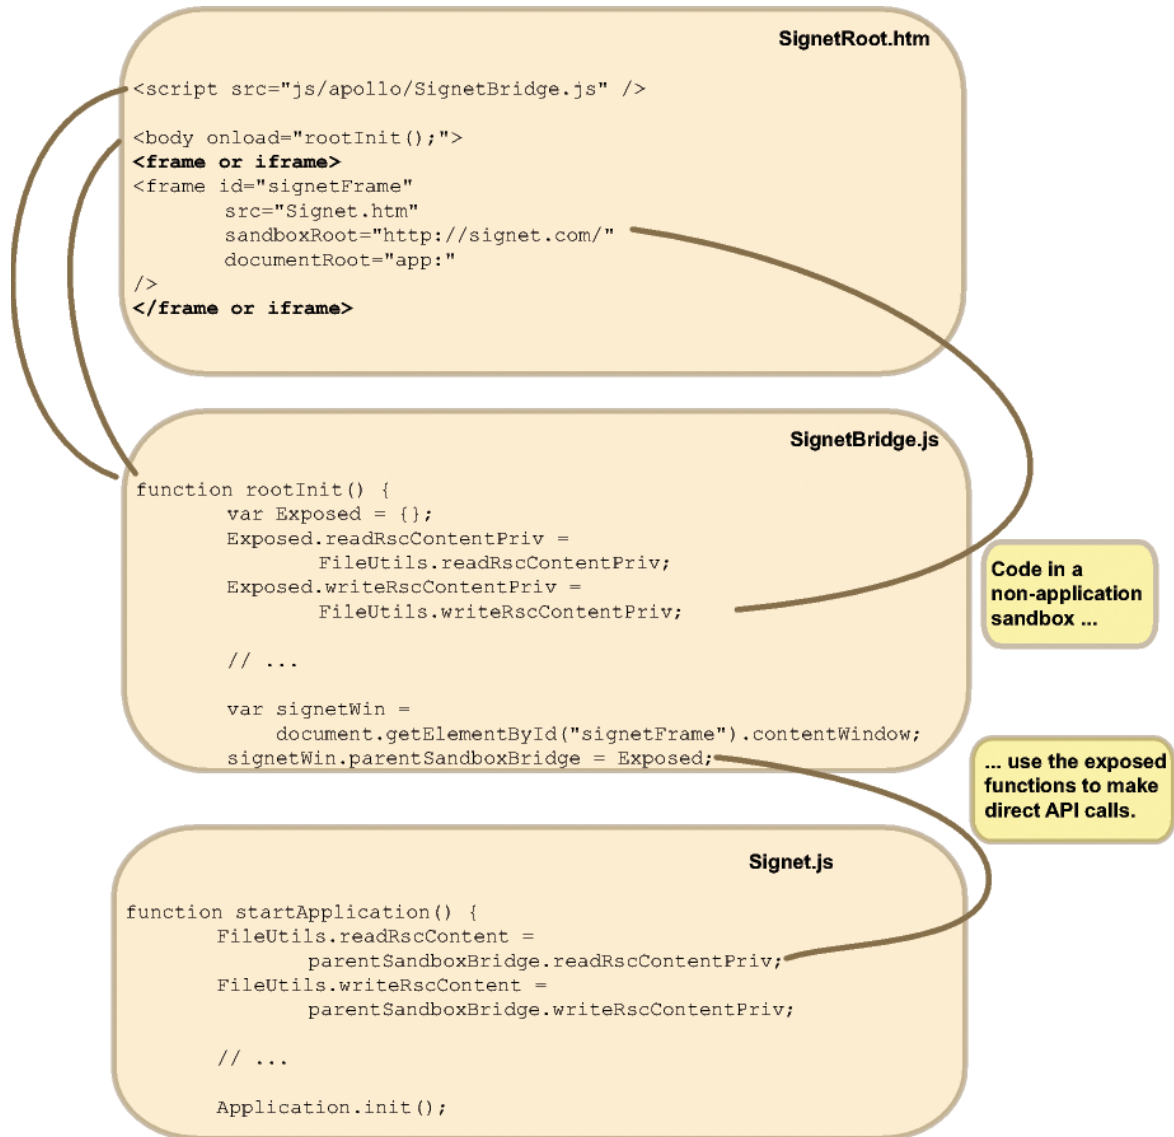 SignetRoot.htm
<script src="js/apollo/SignetBridge.js" />
<body onload="rootInit();">
<frame or iframe>
<frame id="signetFrame"
src="Signet.htm"
sandboxRoot="http://signet.com/"
documentRoot="app:"
/>
</frame or iframe>
SignetBridge.js
function rootInit() {
var Exposed = {};
Exposed.readRscContentPriv =
FileUtils.readRscContentPriv;
Exposed.writeRscContentPriv =
FileUtils.writeRscContentPriv;
// ...
var signetWin =
document.getElementById("signetFrame").contentWindow;
signetWin.parentSandboxBridge = Exposed;
Code in a
non-application
sandbox ...
... use the exposed
functions to make
direct API calls.
Signet.js
function startApplication() {
FileUtils.readRscContent =
parentSandboxBridge.readRscContentPriv;
FileUtils.writeRscContent =
parentSandboxBridge.writeRscContentPriv;
// ...
Application.init();